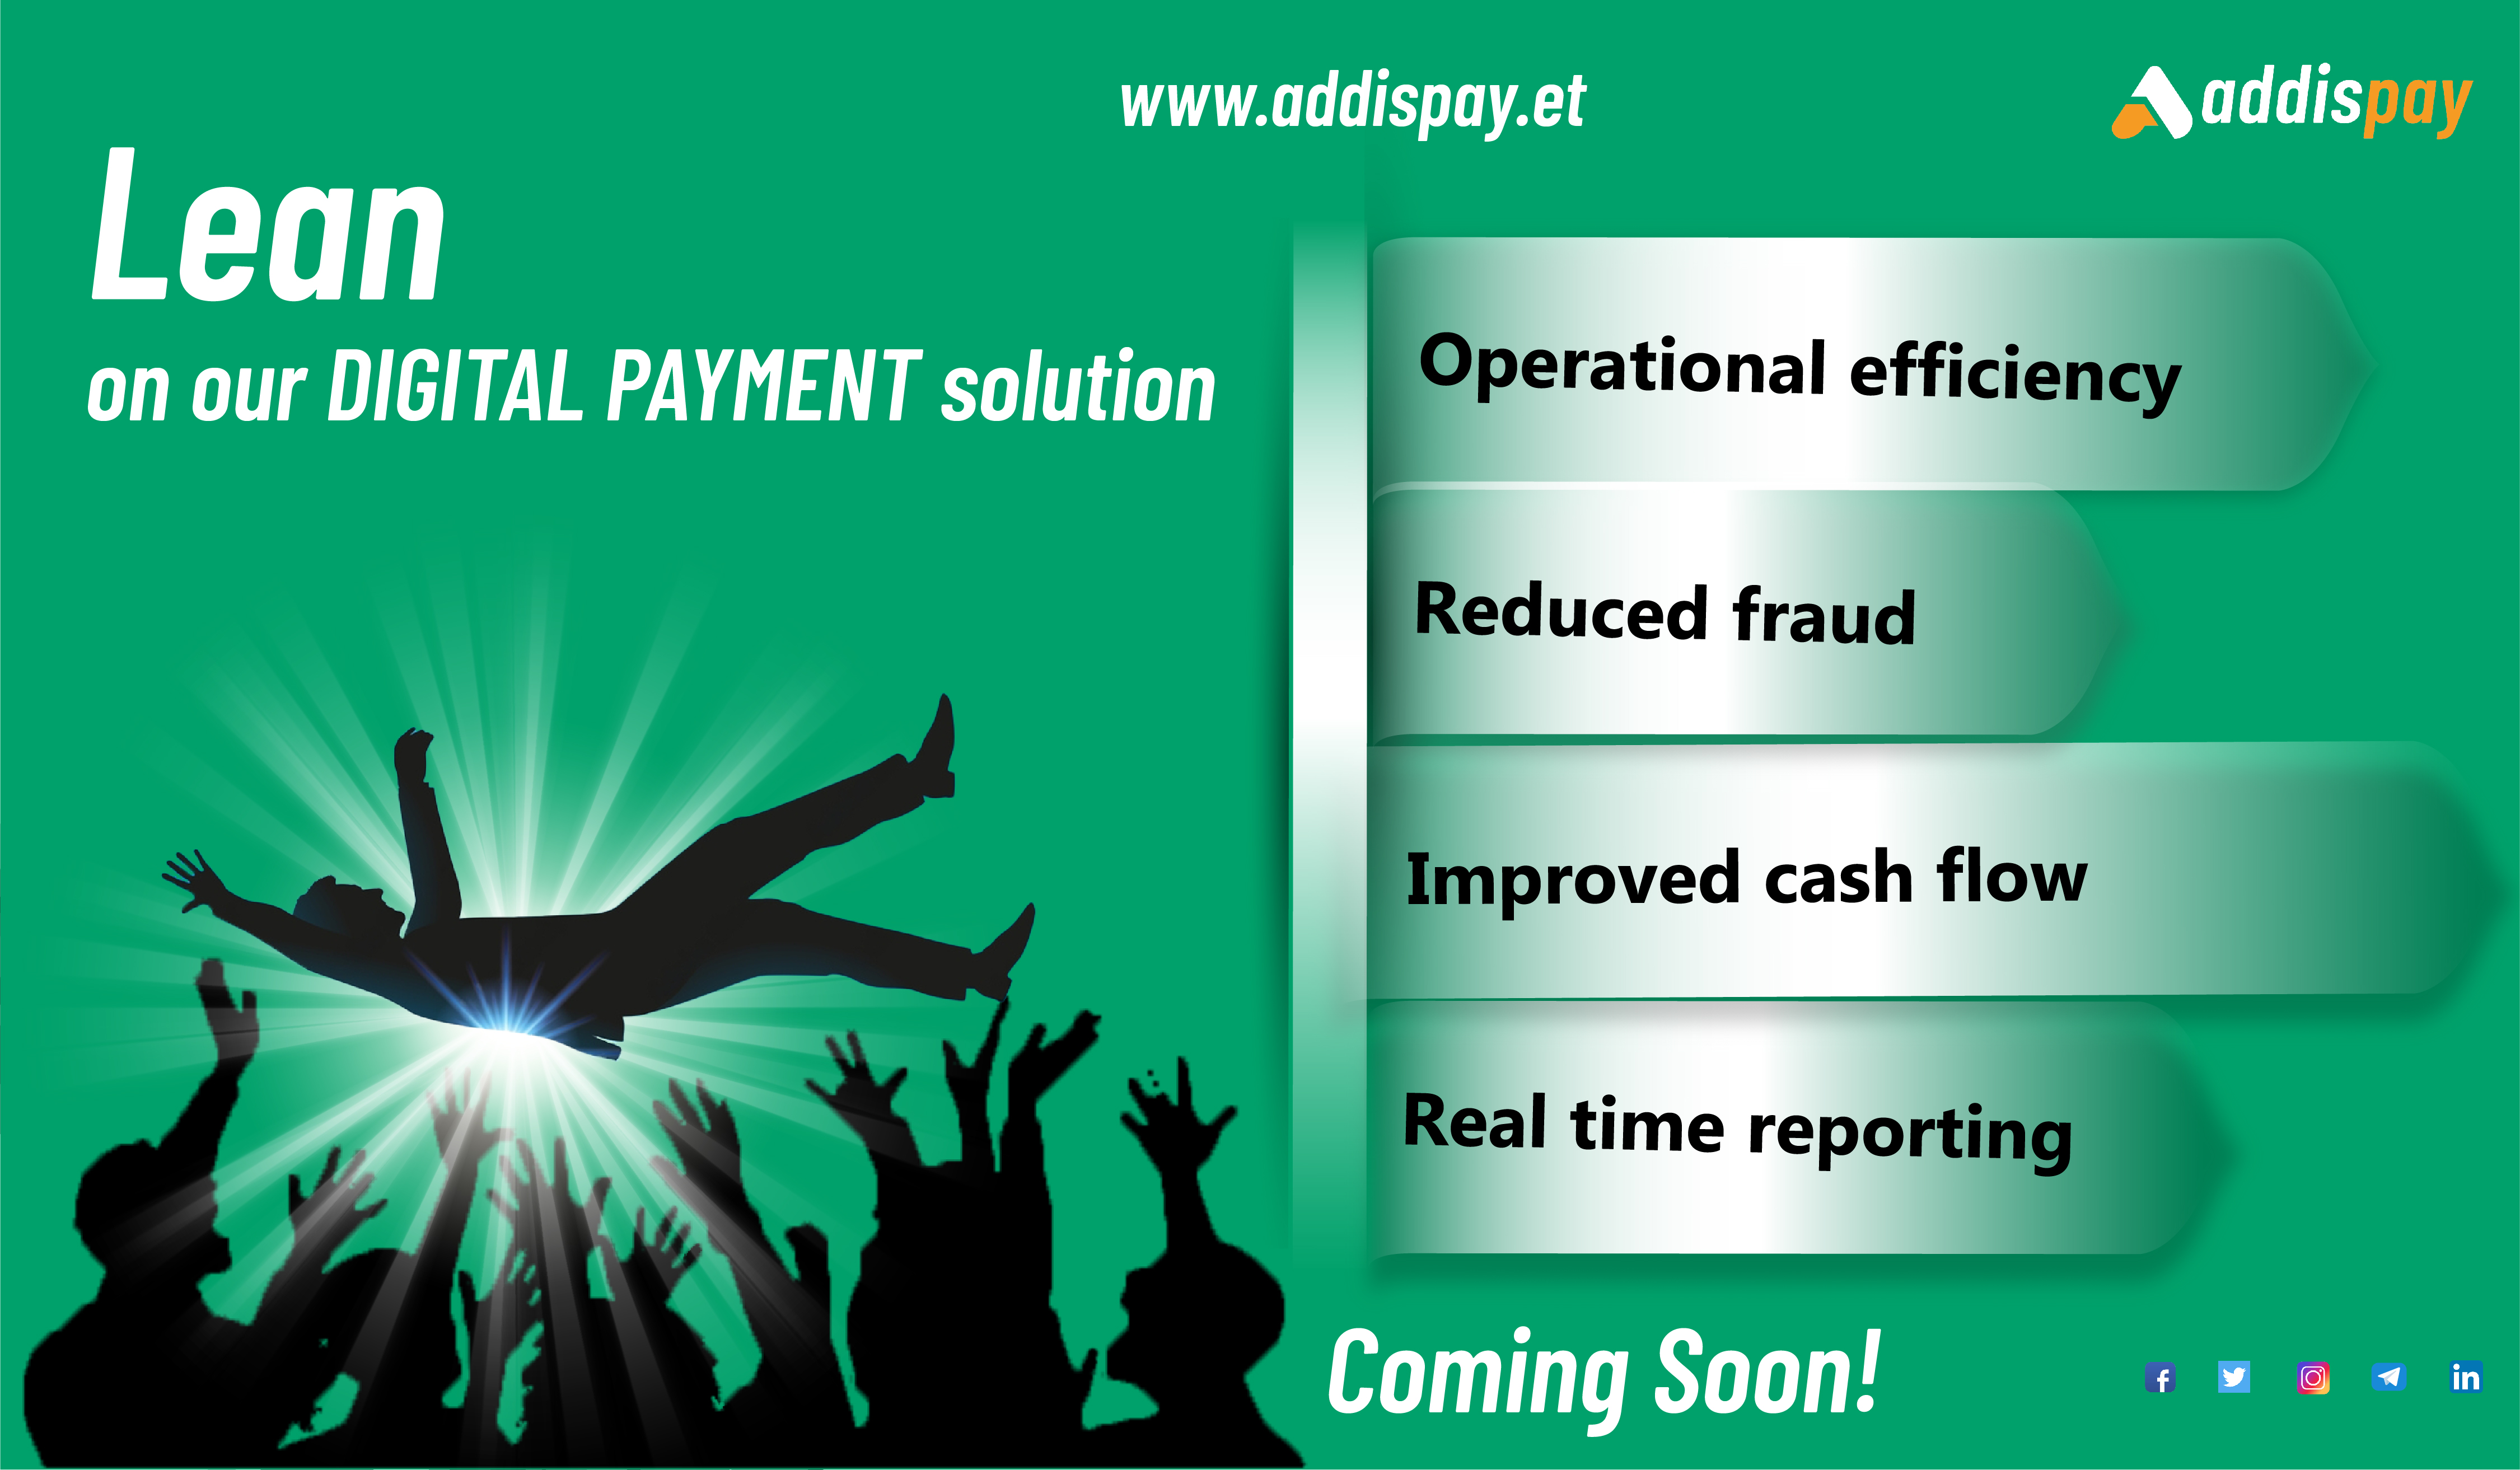 www.addispay.et
addispay
Lean
on our DIGITAL PAYMENT solution
Operational efficiency
Reduced fraud
Improved cash flow
Real time reporting
Coming Soon!